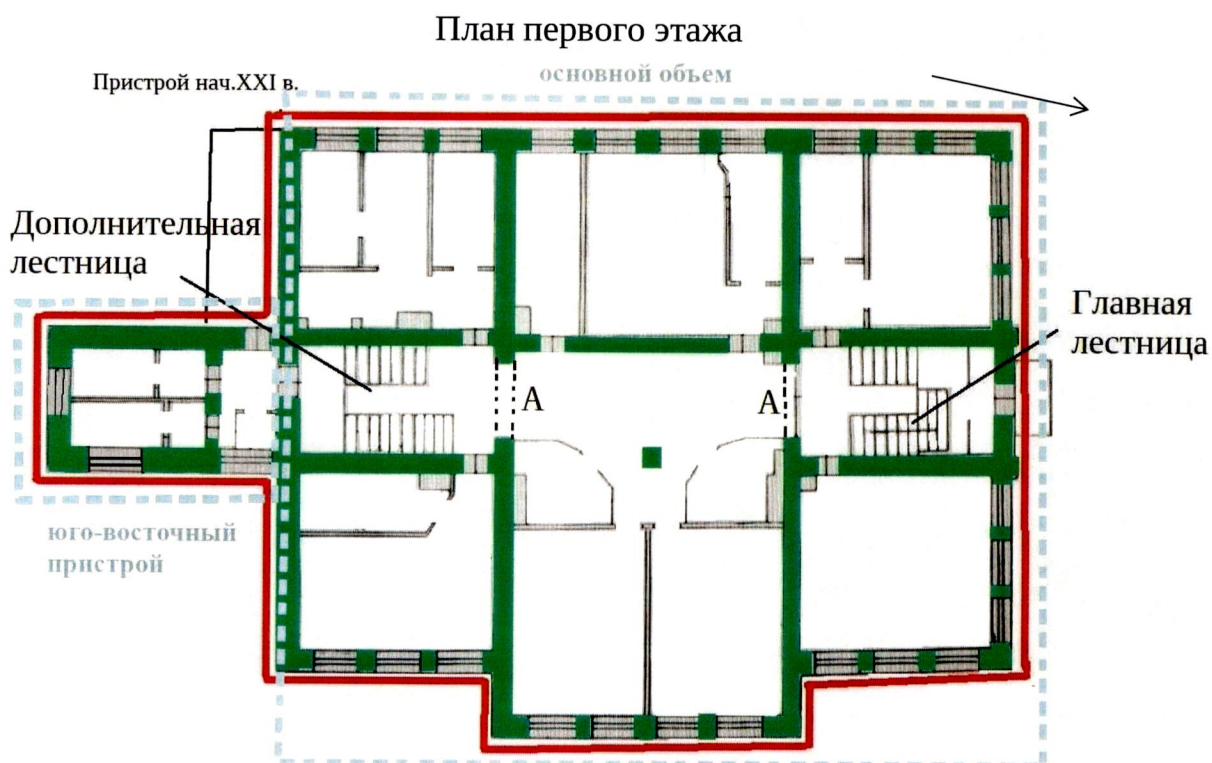 План первого этажа
основной объем
Пристрой нач.XXI в.
Дополнительная
лестница
Главная
лестница
А
А
юго-восточный
пристрой